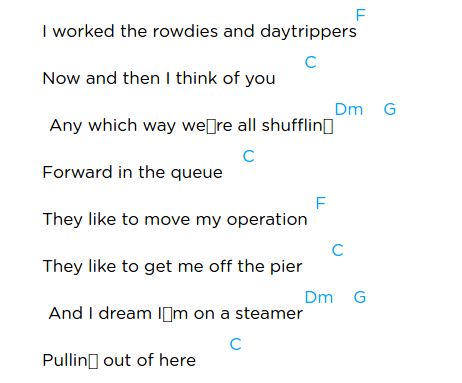 F
I worked the rowdies and daytrippers
C
Now and then I think of you
Dm G
Any which way we▯re all shufflin▯
C
Forward in the queue
F
They like to move my operation
C
They like to get me off the pier
Dm G
And I dream I▯m on a steamer
C
Pullin▯ out of here